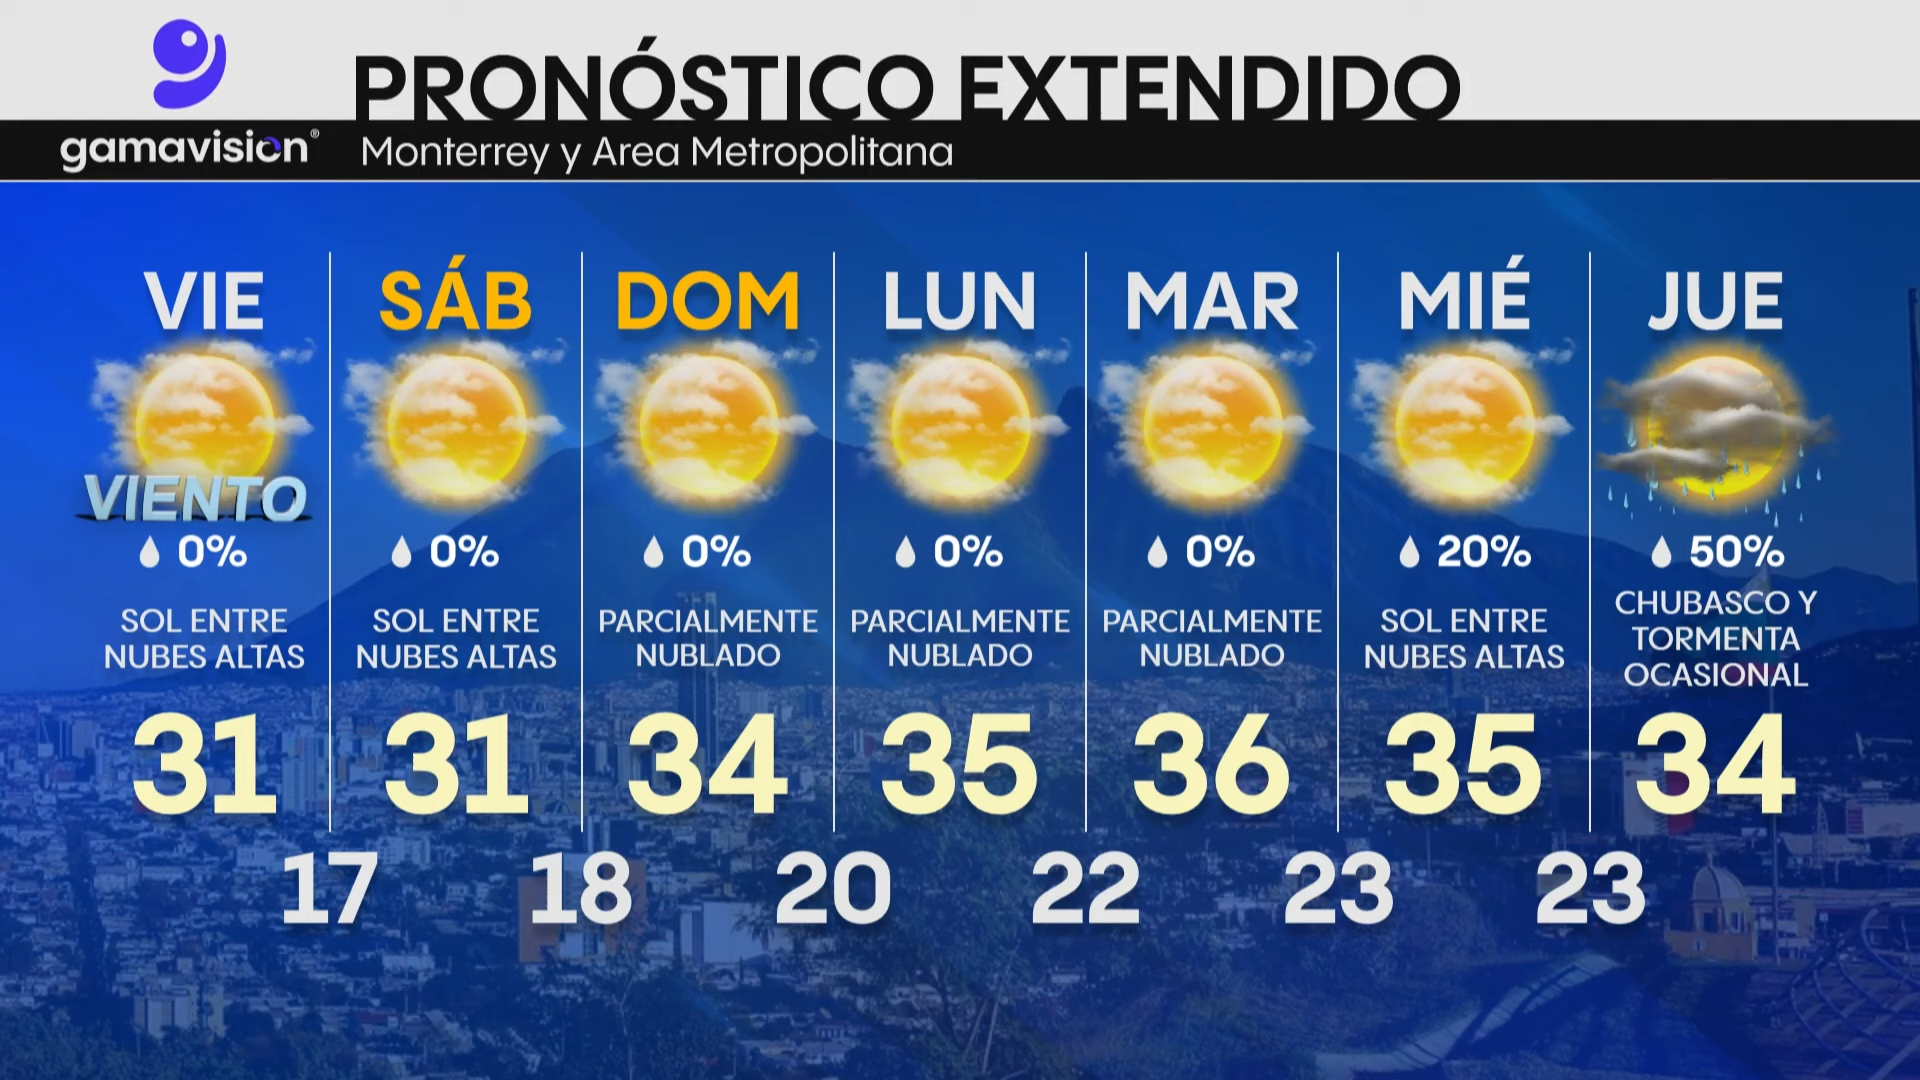 PRONÓSTICO EXTENDIDO
gamavision®
Monterrey y Area Metropolitana
VIE
VIENTO
0%
SOL ENTRE
NUBES ALTAS
31
SÁB
0%
SOL ENTRE
NUBES ALTAS
31
DOM
0%
PARCIALMENTE
NUBLADO
34
LUN
0%
PARCIALMENTE
NUBLADO
35
MAR
0%
PARCIALMENTE
NUBLADO
36
MIÉ
20%
SOL ENTRE
NUBES ALTAS
35
JUE
50%
CHUBASCO Y
TORMENTA
OCASIONAL
34
17 18 20 22 23 23